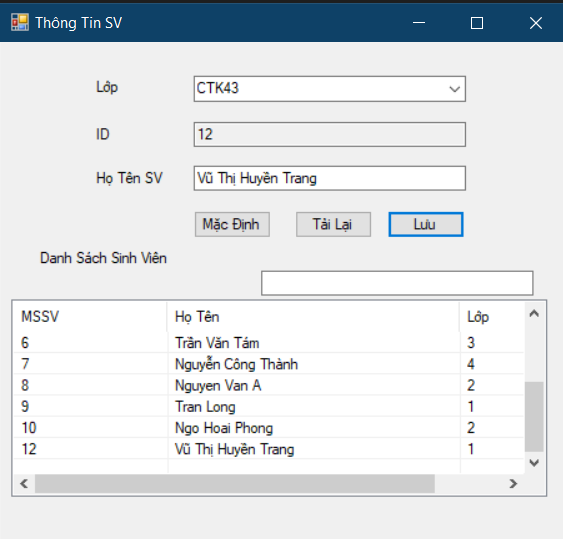 Thông Tin SV
Lớp CTK43
ID 12
Họ Tên SV Vũ Thị Huyền Trang
Mặc Định Tải Lại Lưu
Danh Sách Sinh Viên
MSSV Họ Tên Lớp
6 Trần Văn Tám 3
7 Nguyễn Công Thành 4
8 Nguyen Van A 2
9 Tran Long 1
10 Ngo Hoai Phong 2
12 Vũ Thị Huyền Trang 1